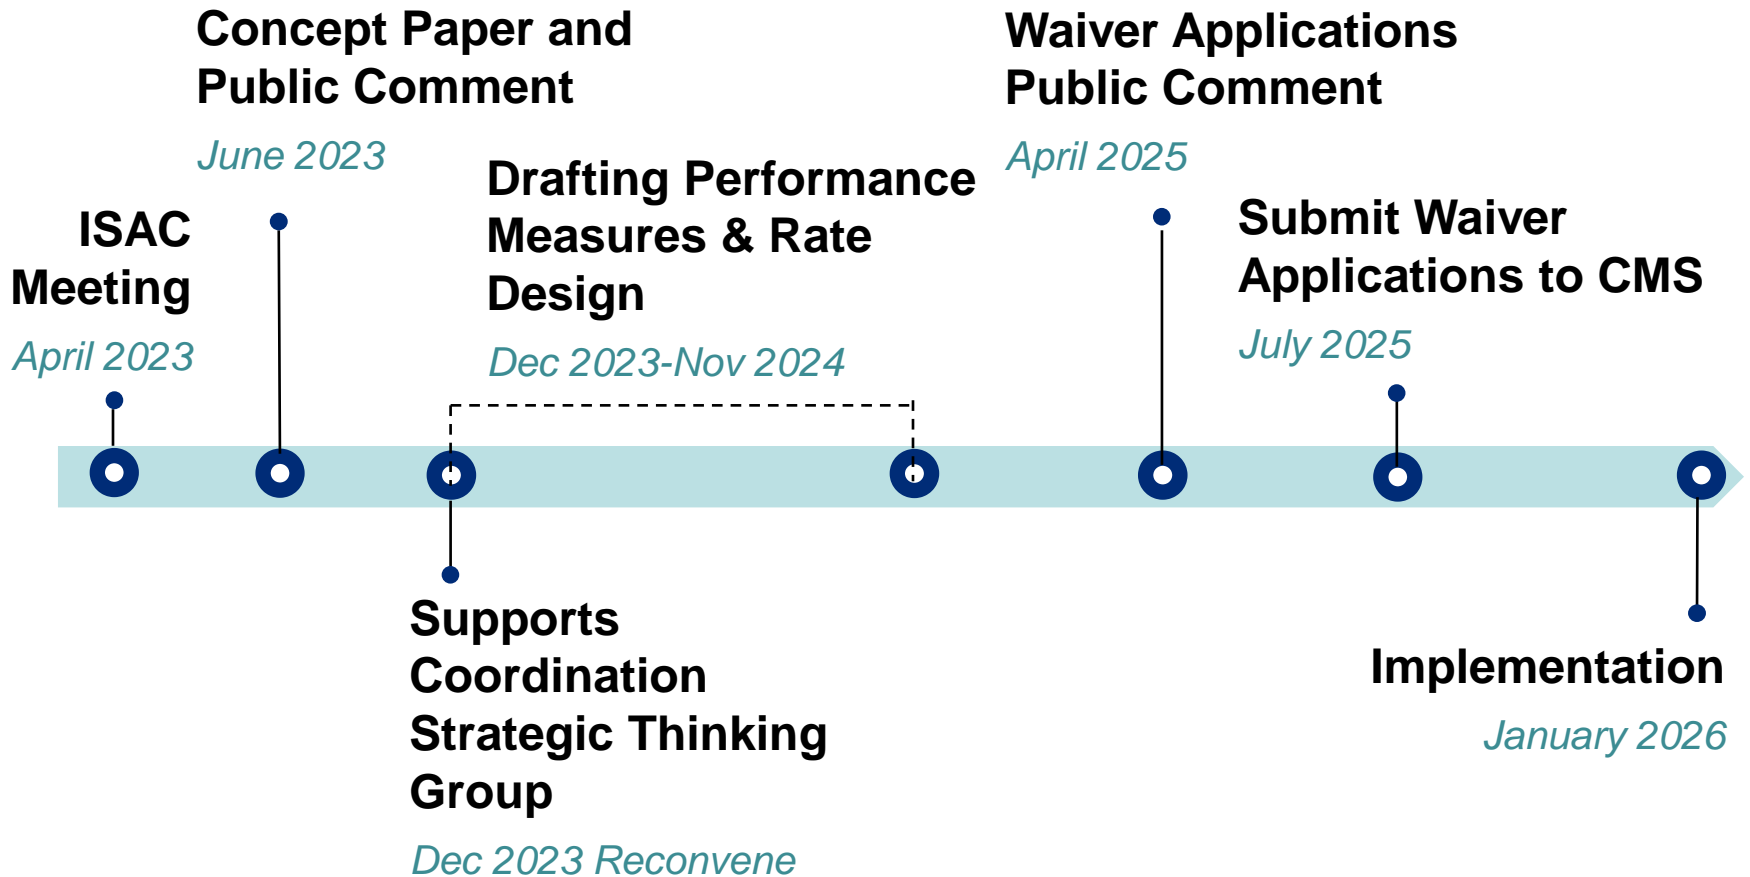 ISAC
Meeting
April 2023
Concept Paper and
Public Comment
June 2023
Drafting Performance
Measures & Rate
Design
Dec 2023-Nov 2024
Supports
Coordination
Strategic Thinking
Group
Dec 2023 Reconvene
Waiver Applications
Public Comment
April 2025
Submit Waiver
Applications to CMS
July 2025
Implementation
January 2026